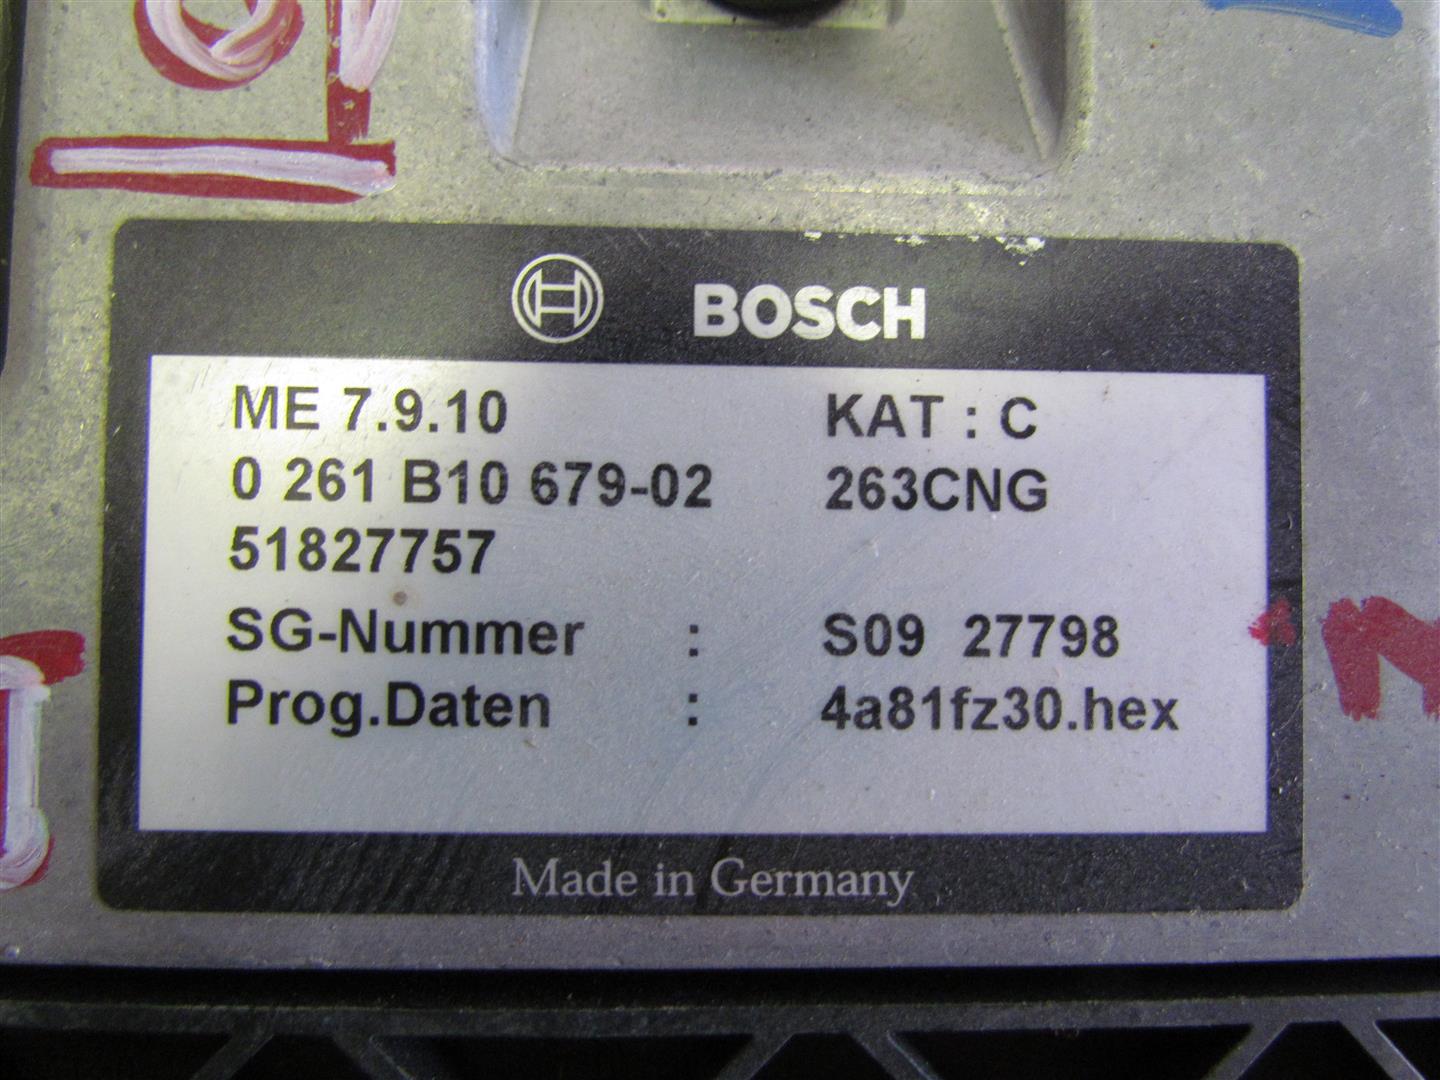 BOSCH
ME 7.9.10 KAT : C
0 261 B10 679-02 263CNG
51827757
SG-Nummer : S09 27798
Prog.Daten : 4a81fz30.hex
Made in Germany